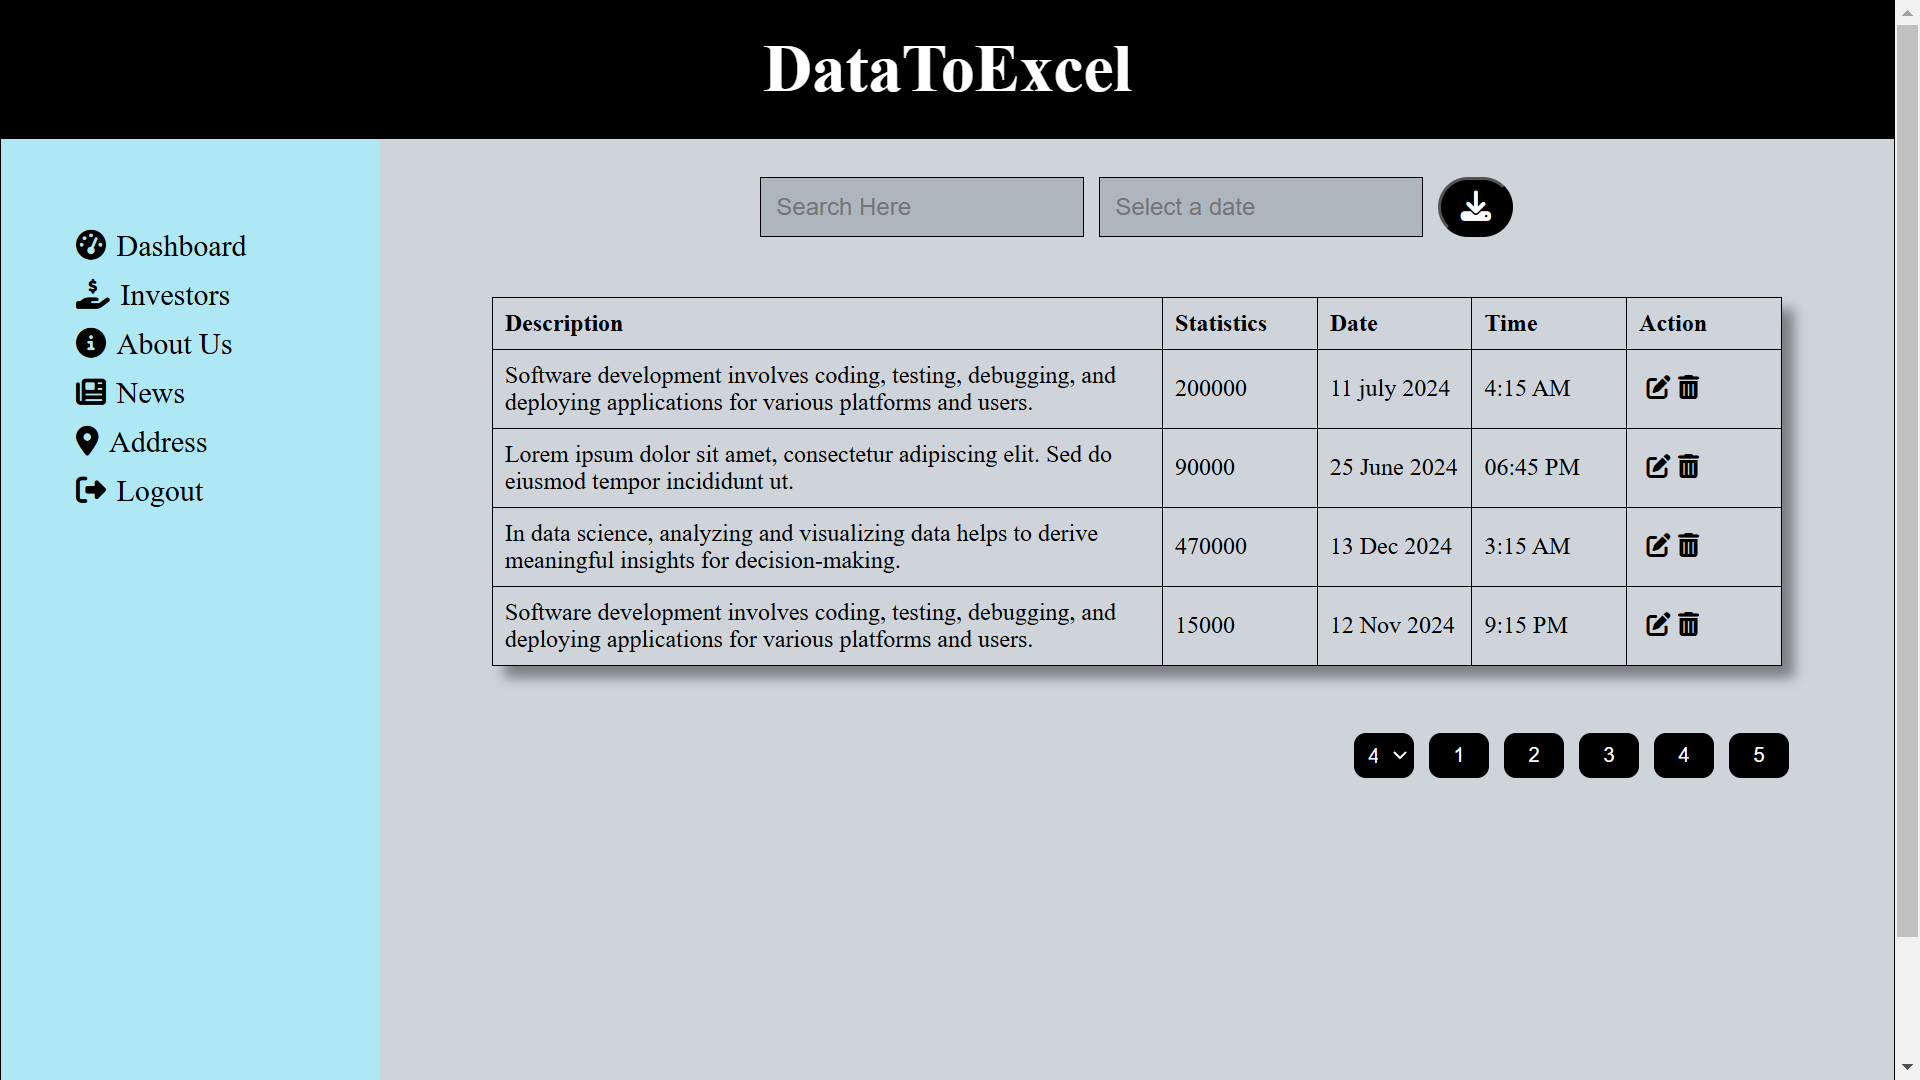 DataToExcel
Dashboard
Investors
About Us
News
Address
Logout
Search Here
Select a date
Description Statistics Date Time Action
Software development involves coding, testing, debugging, and
deploying applications for various platforms and users.
200000 11 july 2024 4:15 AM
Lorem ipsum dolor sit amet, consectetur adipiscing elit. Sed do
eiusmod tempor incididunt ut.
90000 25 June 2024 06:45 PM
In data science, analyzing and visualizing data helps to derive
meaningful insights for decision-making.
470000 13 Dec 2024 3:15 AM
Software development involves coding, testing, debugging, and
deploying applications for various platforms and users.
15000 12 Nov 2024 9:15 PM
4 1 2 3 4 5